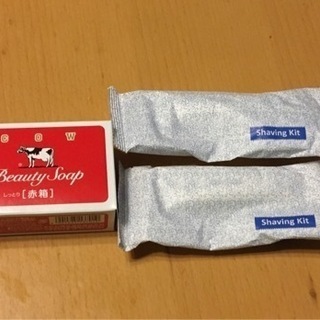 COW
Beauty Soap
しっとり [赤箱]
Shaving Kit
Shaving Kit